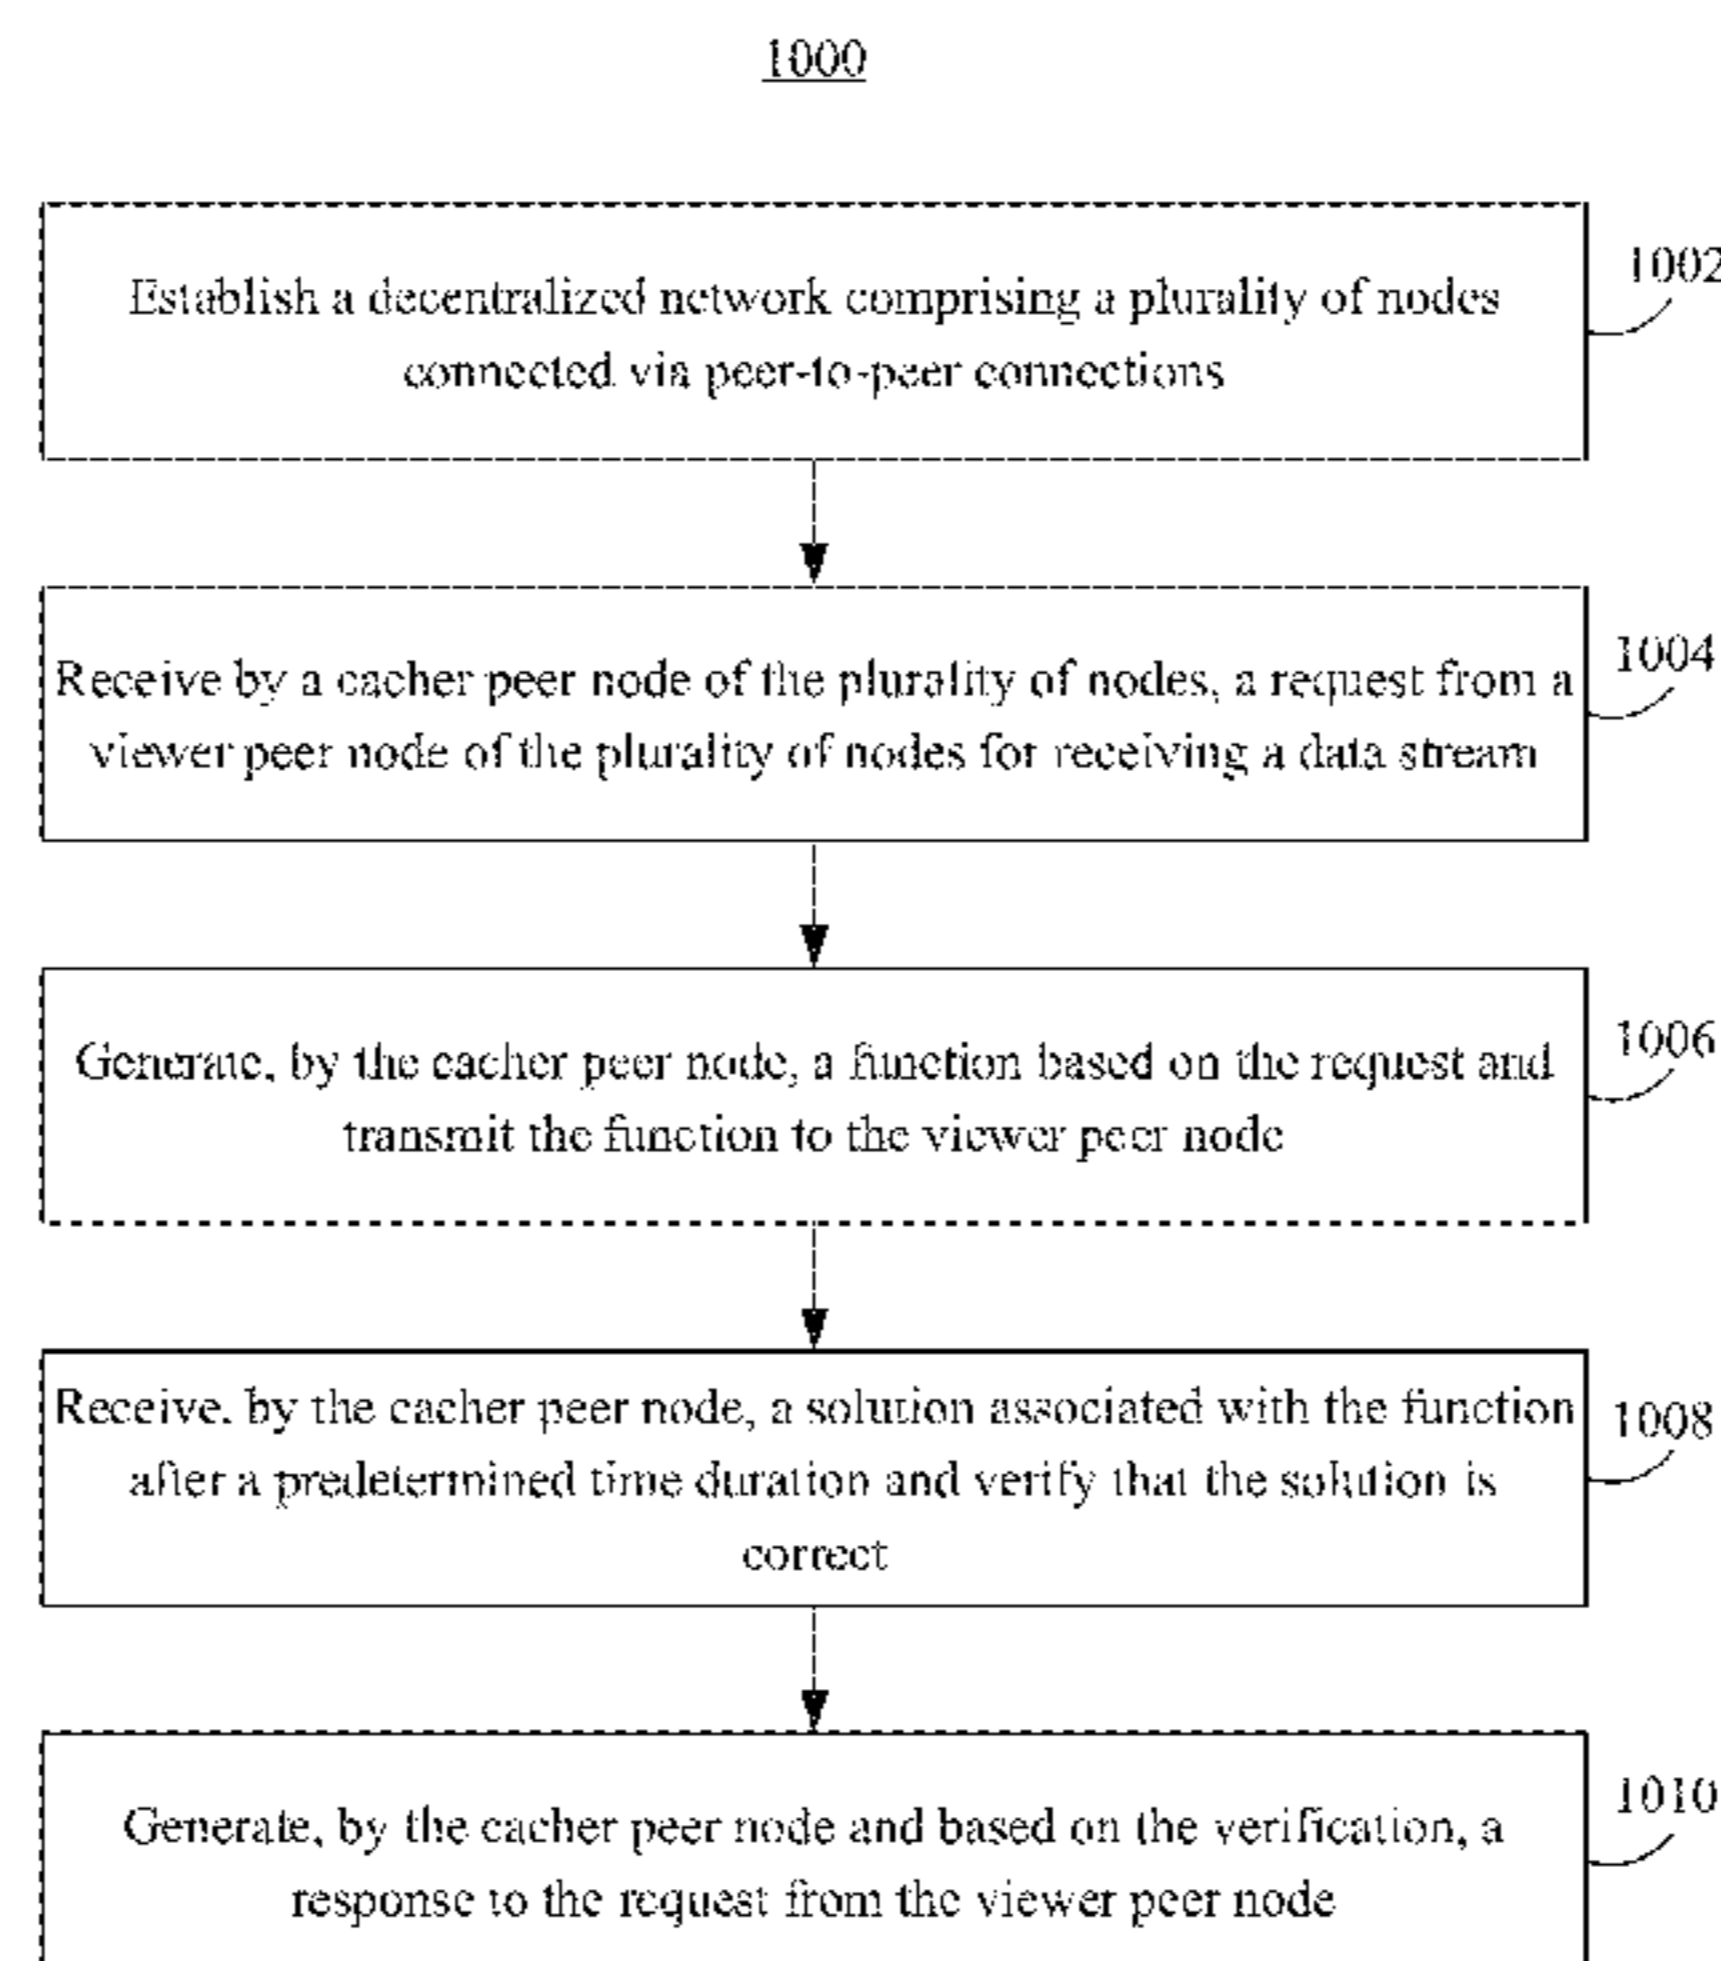 1000
Establish a decentralized network comprising a plurality of nodes
1002
connected via peer-to-peer connections
Receive by a cacher peer node of the plurality of nodes, a request from a
1004
viewer peer node of the plurality of nodes for receiving a data stream
Generate, by the cacher peer node, a function based on the request and
1006
transmit the function to the viewer peer node
Receive, by the cacher peer node, a solution associated with the function
1008
after a predetermined time duration and verify that the solution is
correct
Generate, by the cacher peer node and based on the verification, a
1010
response to the request from the viewer peer node